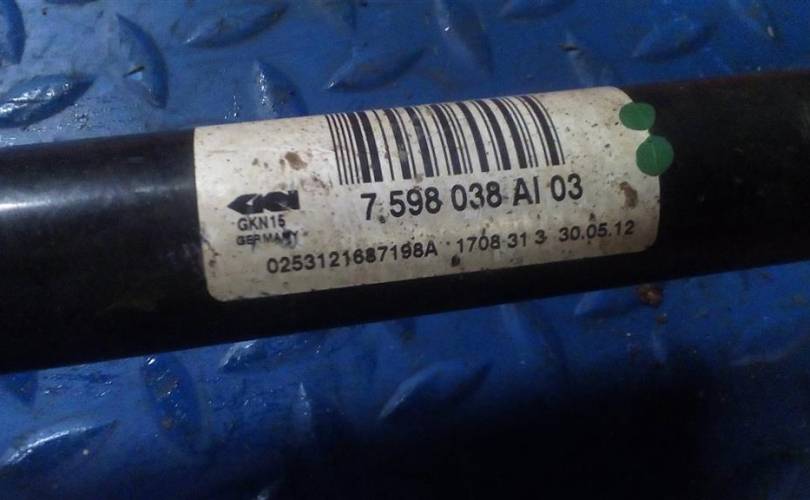 7 598 038 AI 03
GKN
GKN15
GERMANY
0253121687198A 1708 31 3 30.05.12